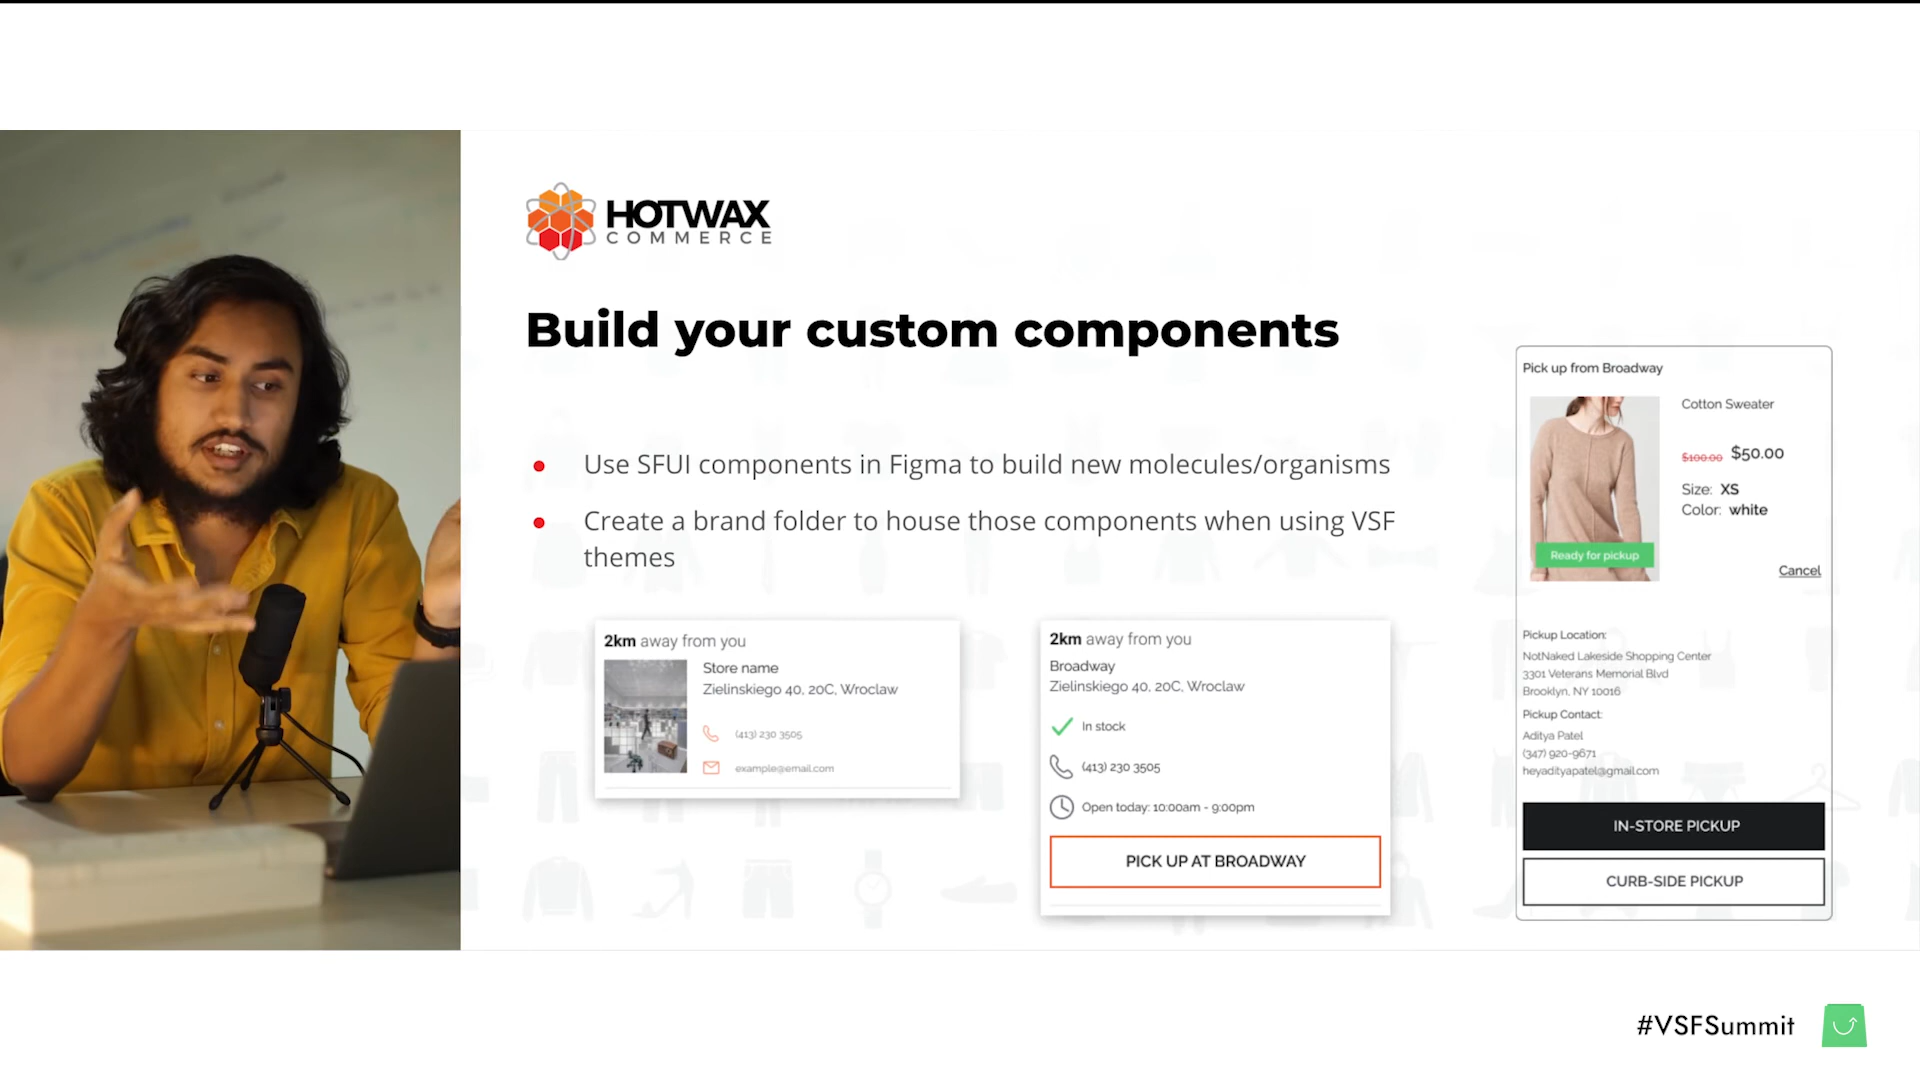 HOTWAX
COMMERCE
Build your custom components
Use SFUI components in Figma to build new molecules/organisms
Create a brand folder to house those components when using VSF
themes
2km away from you
Store name
Zielinskiego 40, 20C, Wroclaw
(413) 230 3505
example@email.com
2km away from you
Broadway
Zielinskiego 40, 20C, Wroclaw
In stock
(413) 230 3505
Open today: 10:00am - 9:00pm
PICK UP AT BROADWAY
Pick up from Broadway
Cotton Sweater
$100.00 $50.00
Size: XS
Color: white
Ready for pickup
Cancel
Pickup Location:
NotNaked Lakeside Shopping Center
3301 Veterans Memorial Blvd
Brooklyn, NY 10016
Pickup Contact:
Aditya Patel
(347) 920-9671
heyadityapatel@gmail.com
IN-STORE PICKUP
CURB-SIDE PICKUP
#VSFSummit